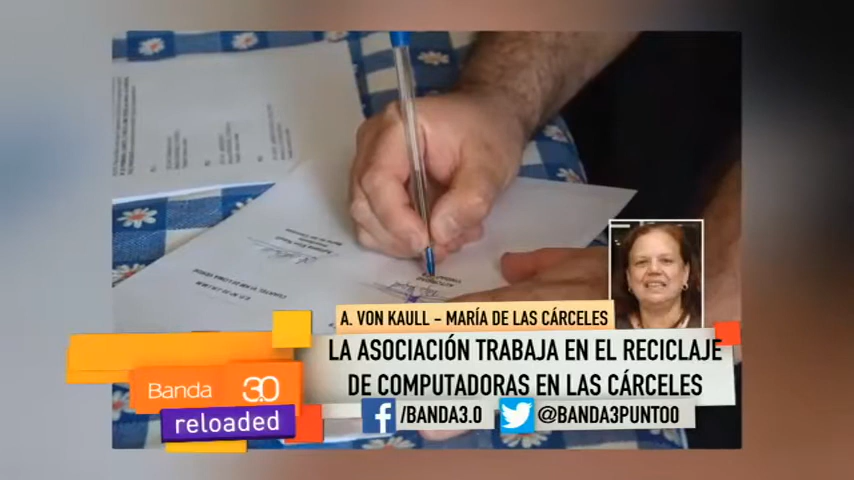 A. VON KAULL - MARÍA DE LAS CÁRCELES
LA ASOCIACIÓN TRABAJA EN EL RECICLAJE
DE COMPUTADORAS EN LAS CÁRCELES
Banda 3.0
reloaded
/BANDA3.0
@BANDA3PUNTO0